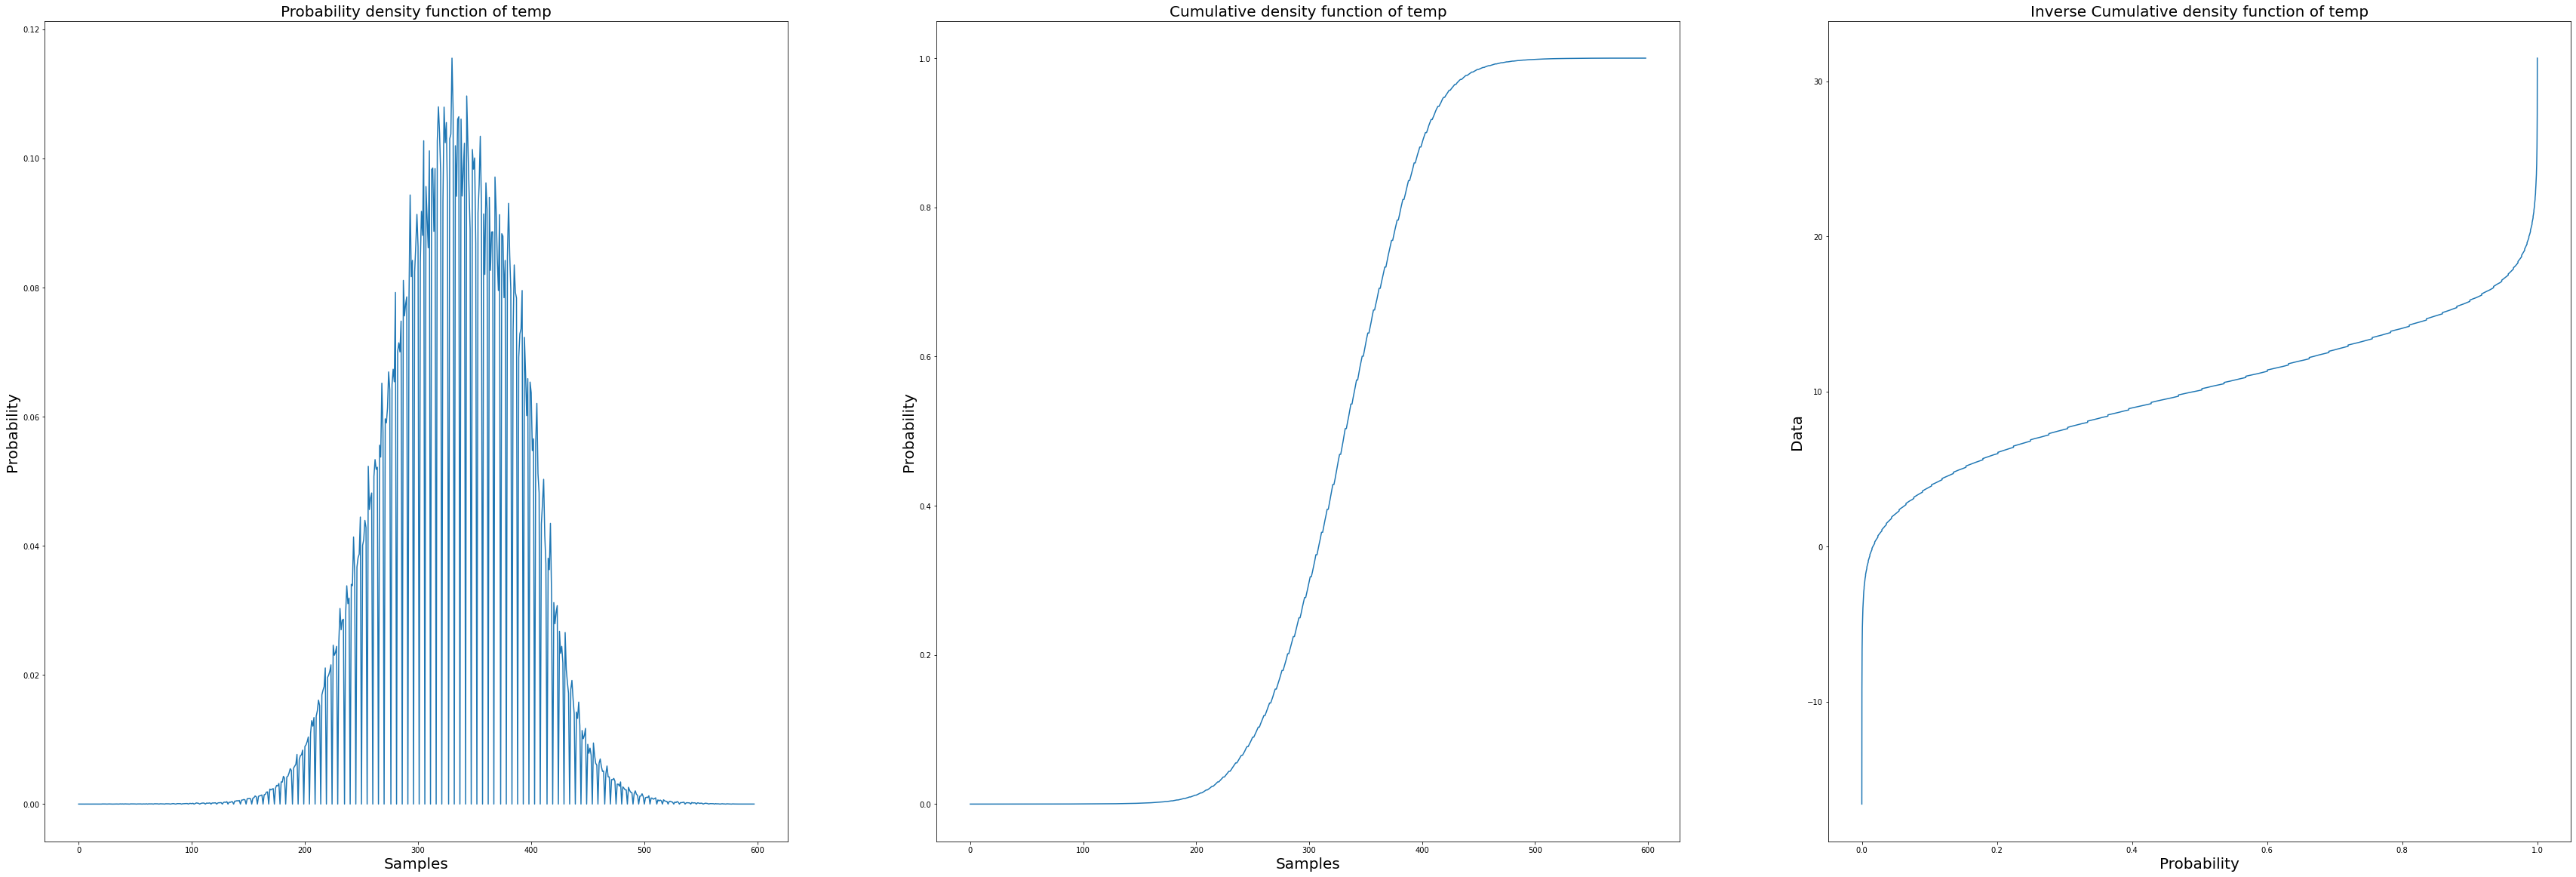 Probability density function of temp
0.12
0.10
0.08
0.06
0.04
0.02
0.00
Probability
0 100 200 300 400 500 600
Samples
Cumulative density function of temp
1.0
0.8
0.6
0.4
0.2
0.0
Probability
0 100 200 300 400 500 600
Samples
Inverse Cumulative density function of temp
30
20
10
0
−10
Data
0.0 0.2 0.4 0.6 0.8 1.0
Probability